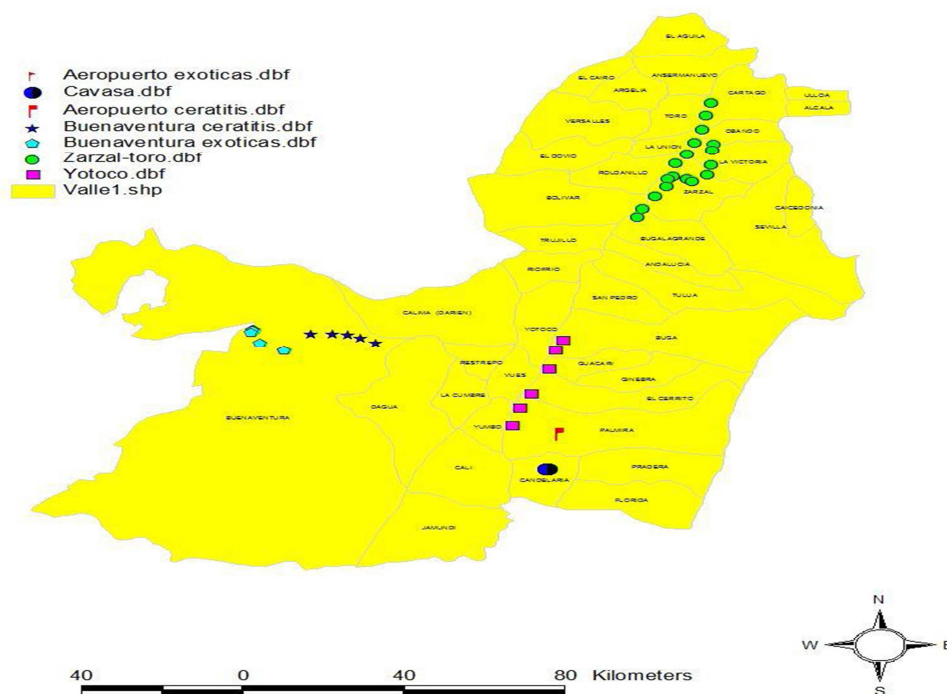 Aeropuerto exoticas.dbf
Cavasa.dbf
Aeropuerto ceratitis.dbf
Buenaventura ceratitis.dbf
Buenaventura exoticas.dbf
Zarzal-toro.dbf
Yotoco.dbf
Valle1.shp
EL AGUILA
EL CAIRO
ANSERMANUEVO
ARGELIA
CARTAGO
ULLOA
ALCALA
VERSALLES
TORO
OBANDO
LA UNION
EL DOVIO
LA VICTORIA
ROLDANILLO
BOLIVAR
ZARZAL
CAICEDONIA
SEVILLA
TRUJILLO
BUGALAGRANDE
ANDALUCIA
RIOFRIO
SAN PEDRO
TULUA
CALIMA (DARIEN)
YOTOCO
BUGA
RESTREPO
GUACARI
VIJES
GINEBRA
LA CUMBRE
EL CERRITO
DAGUA
BUENAVENTURA
YUMBO
PALMIRA
CALI
PRADERA
CANDELARIA
FLORIDA
JAMUNDI
N
W E
S
40 0 40 80 Kilometers